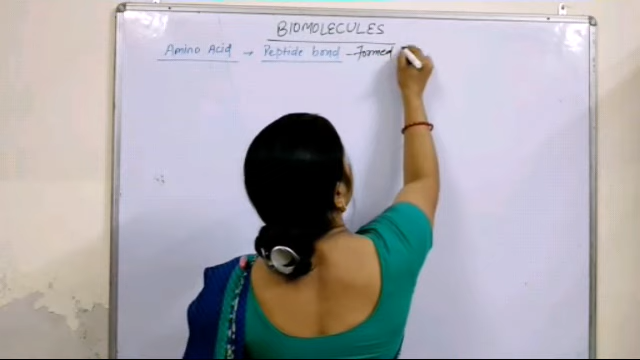 BIOMOLECULES
Amino Acid → Peptide bond - Formed